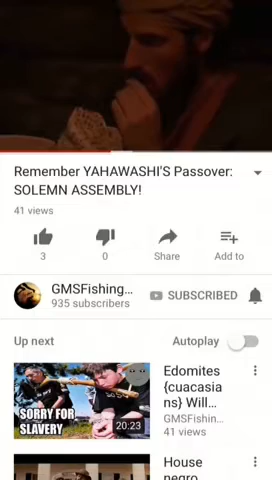 Remember YAHAWASHI'S Passover:
SOLEMN ASSEMBLY!
41 views
3
0
Share
Add to
GMSFishing...
935 subscribers
SUBSCRIBED
Up next
Autoplay
SORRY FOR
SLAVERY
20:23
Edomites
{cuacasia
ns} Will...
GMSFishin...
41 views
House
negro